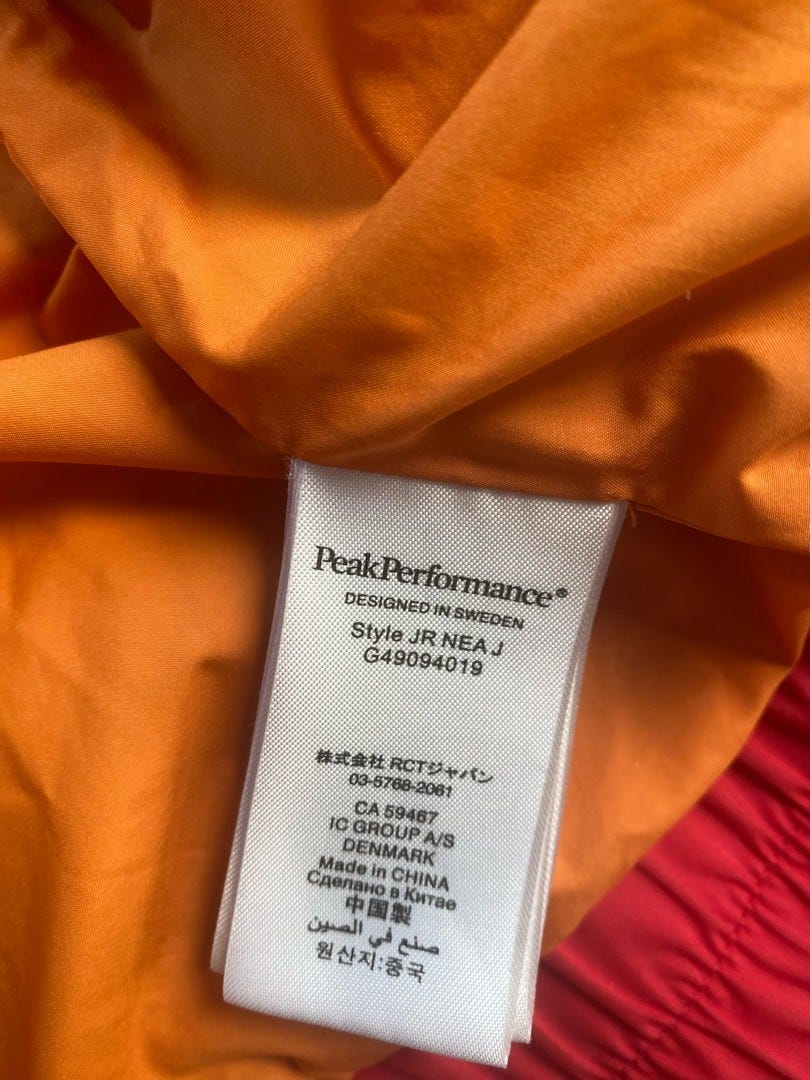 PeakPerformance®
DESIGNED IN SWEDEN
Style JR NEA J
G49094019
株式会社 RCTジャパン
03-5768-2061
CA 59467
IC GROUP A/S
DENMARK
Made in CHINA
Сделано в Китае
中国製
صنع في الصين
원산지:중국